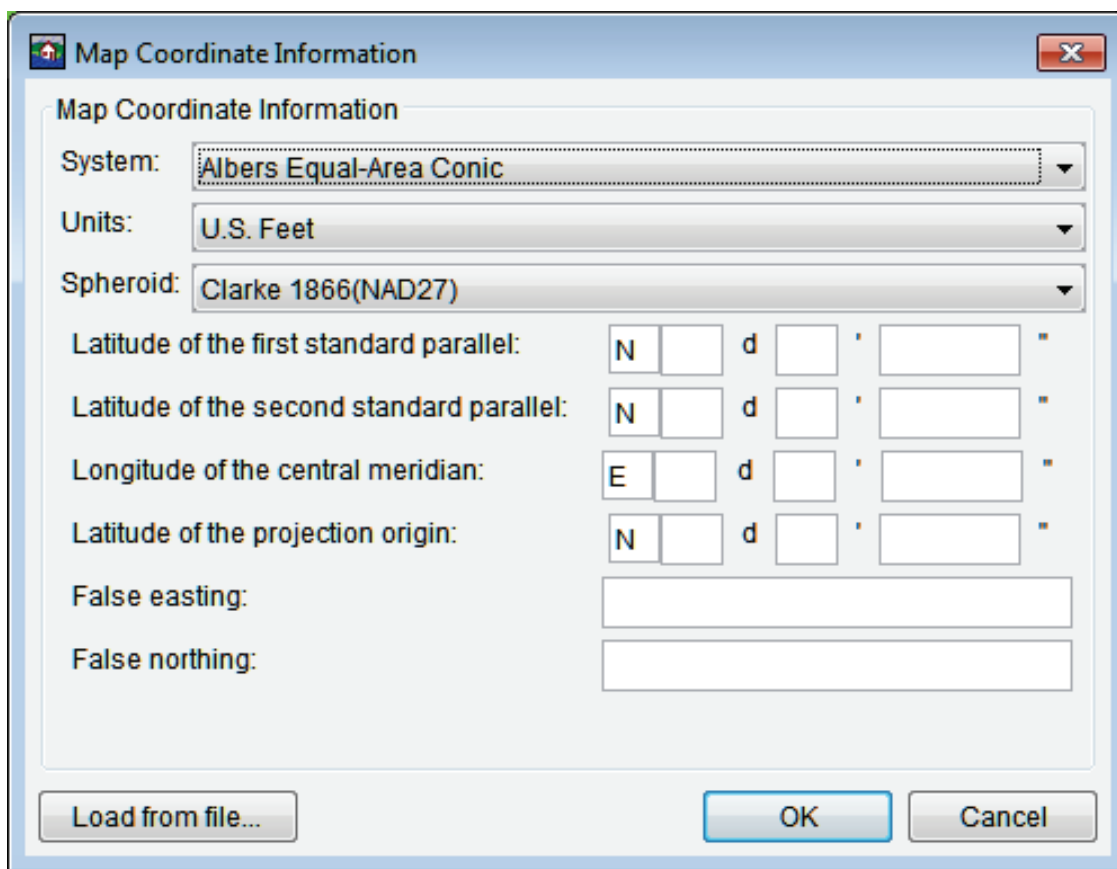 Map Coordinate Information
Map Coordinate Information
System: Albers Equal-Area Conic
Units: U.S. Feet
Spheroid: Clarke 1866(NAD27)
Latitude of the first standard parallel: N d ' "
Latitude of the second standard parallel: N d ' "
Longitude of the central meridian: E d ' "
Latitude of the projection origin: N d ' "
False easting:
False northing:
Load from file... OK Cancel